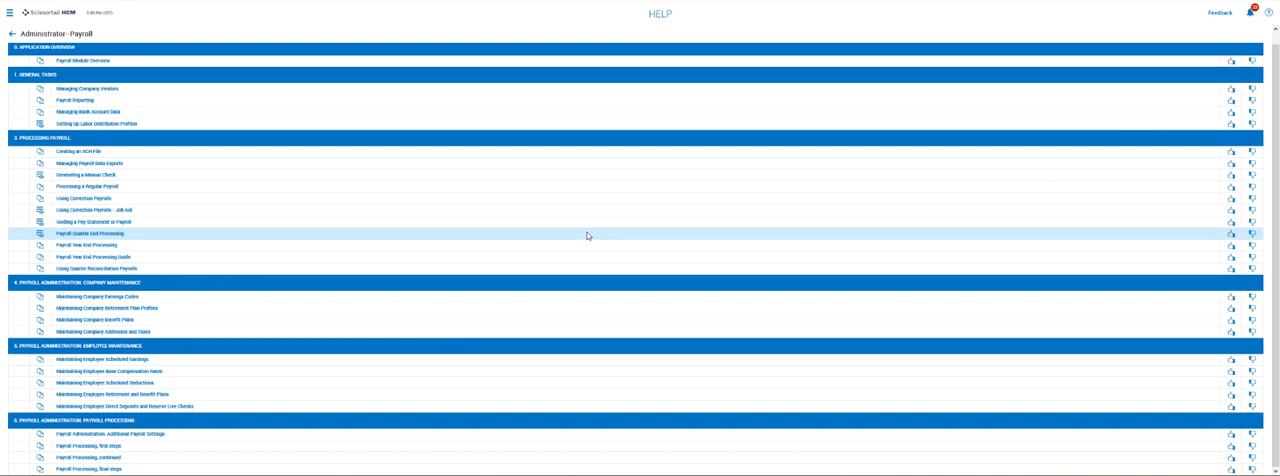 Scissortail HCM
HELP
Feedback
Administrator--Payroll
0. APPLICATION OVERVIEW
Payroll Module Overview
1. GENERAL TASKS
Managing Company Vendors
Payroll Reporting
Managing Bank Account Data
Setting Up Labor Distribution Profiles
3. PROCESSING PAYROLL
Creating an ACH File
Managing Payroll Data Exports
Generating a Manual Check
Processing a Regular Payroll
Using Correction Payrolls
Using Correction Payrolls - Job Aid
Voiding a Pay Statement or Payroll
Payroll Quarter End Processing
Payroll Year End Processing
Payroll Year End Processing Guide
Using Quarter Reconciliation Payrolls
4. PAYROLL ADMINISTRATION: COMPANY MAINTENANCE
Maintaining Company Earnings Codes
Maintaining Company Retirement Plan Profiles
Maintaining Company Benefit Plans
Maintaining Company Addresses and Taxes
5. PAYROLL ADMINISTRATION: EMPLOYEE MAINTENANCE
Maintaining Employee Scheduled Earnings
Maintaining Employee Base Compensation Rates
Maintaining Employee Scheduled Deductions
Maintaining Employee Retirement and Benefit Plans
Maintaining Employee Direct Deposits and Reserve Live Checks
6. PAYROLL ADMINISTRATION: PAYROLL PROCESSING
Payroll Administration: Additional Payroll Settings
Payroll Processing, first steps
Payroll Processing, continued
Payroll Processing, final steps